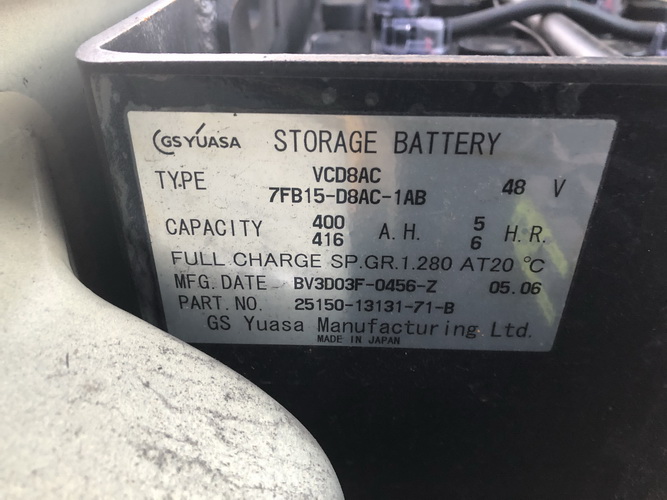 GS YUASA STORAGE BATTERY
TYPE VCD8AC 48 V
7FB15-D8AC-1AB
CAPACITY 400 A.H. 5 H.R.
416 6
FULL CHARGE SP.GR.1.280 AT20 ℃
MFG.DATE BV3D03F-0456-Z 05.06
PART.NO. 25150-13131-71-B
GS Yuasa Manufacturing Ltd.
MADE IN JAPAN